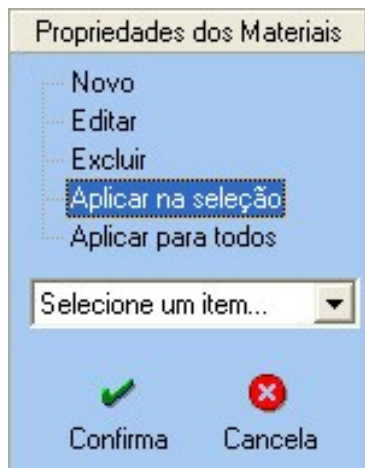 Propriedades dos Materiais
Novo
Editar
Excluir
Aplicar na seleção
Aplicar para todos
Selecione um item...
Confirma Cancela